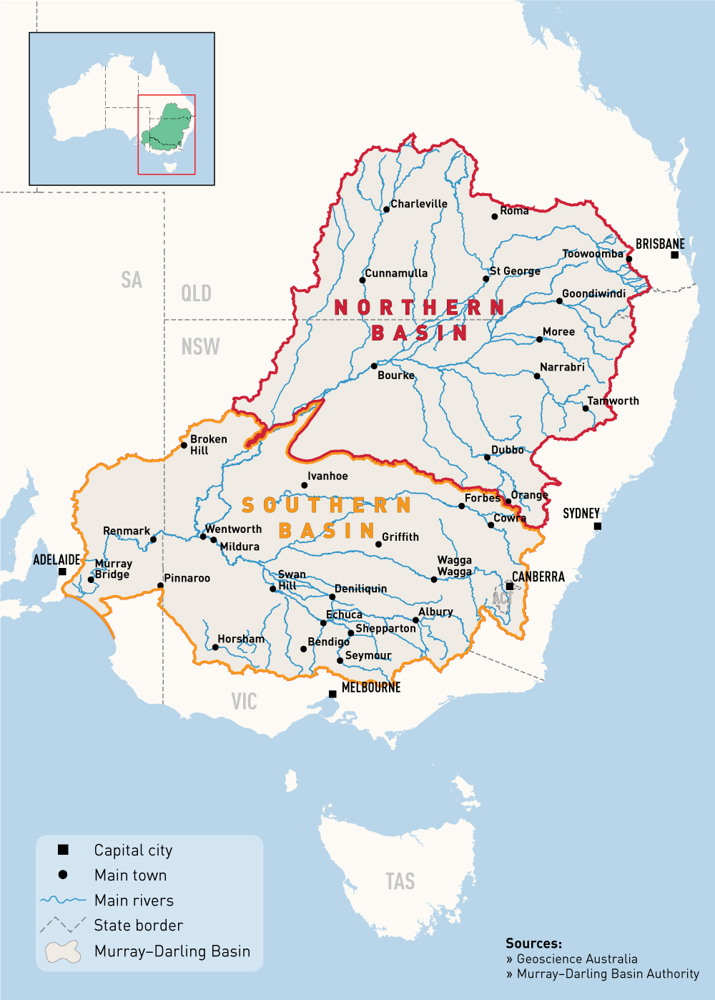 Charleville
Roma
BRISBANE
Toowoomba
SA
QLD
Cunnamulla
St George
Goondiwindi
NORTHERN
BASIN
NSW
Moree
Narrabri
Bourke
Tamworth
Broken
Hill
Dubbo
Ivanhoe
Forbes
Orange
SOUTHERN
BASIN
Cowra
SYDNEY
Renmark
Wentworth
Mildura
Griffith
ADELAIDE
Murray
Bridge
Pinnaroo
Swan
Hill
Wagga
Wagga
CANBERRA
ACT
Deniliquin
Echuca
Albury
Shepparton
Horsham
Bendigo
Seymour
MELBOURNE
VIC
TAS
Capital city
Main town
Main rivers
State border
Murray–Darling Basin
Sources:
» Geoscience Australia
» Murray–Darling Basin Authority